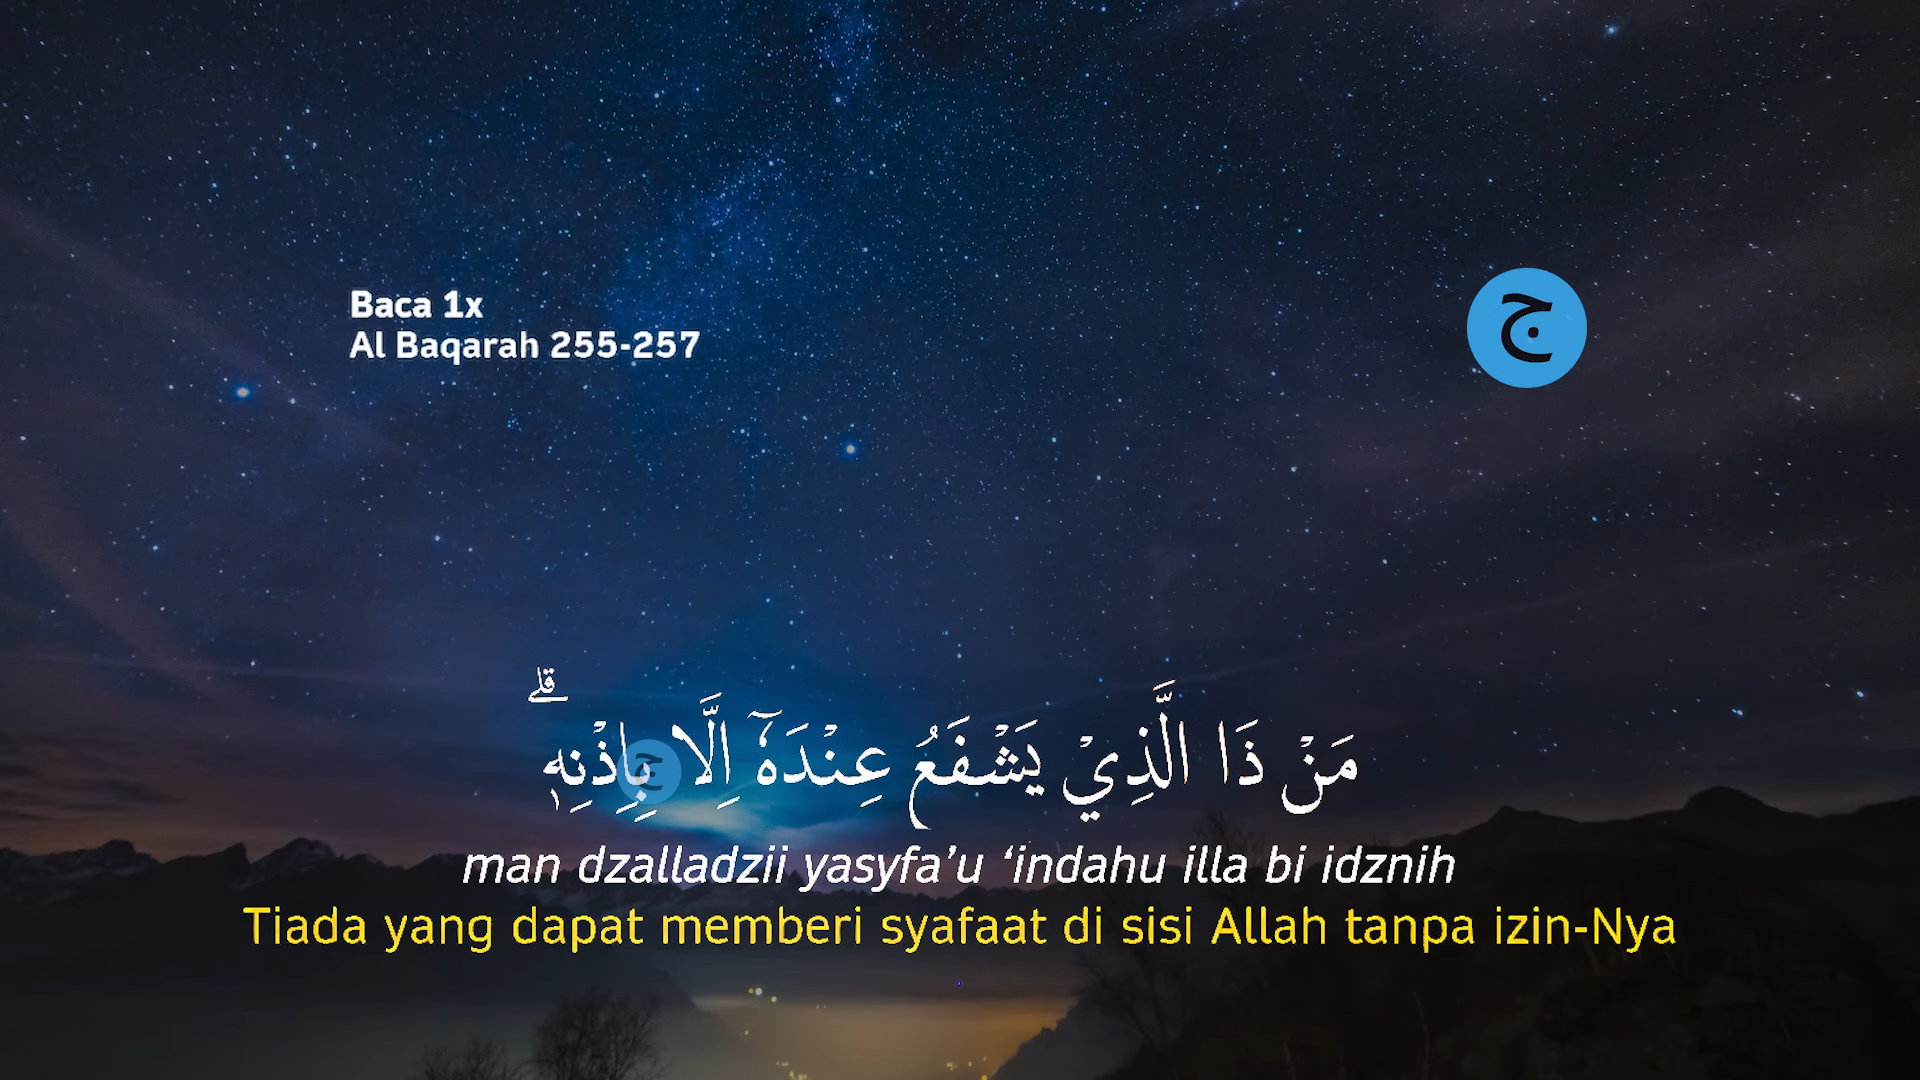 Baca 1x
Al Baqarah 255-257
ج
مَنْ ذَا الَّذِيْ يَشْفَعُ عِنْدَهٗٓ اِلَّا بِاِذْنِهٖۗ
ج
man dzalladzii yasyfa’u ‘indahu illa bi idznih
Tiada yang dapat memberi syafaat di sisi Allah tanpa izin-Nya